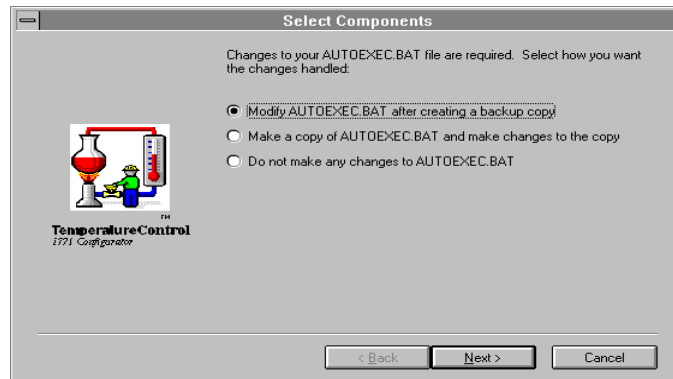 Select Components
Changes to your AUTOEXEC.BAT file are required. Select how you want
the changes handled:
Modify AUTOEXEC.BAT after creating a backup copy
Make a copy of AUTOEXEC.BAT and make changes to the copy
Do not make any changes to AUTOEXEC.BAT
TM
TemperatureControl
1771 Configurator
< Back
Next >
Cancel